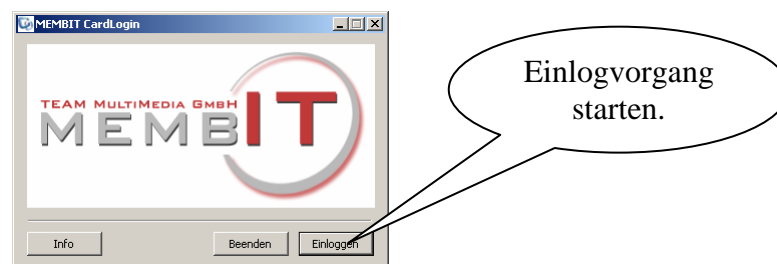 MEMBIT CardLogin
TEAM MULTIMEDIA GMBH
MEMBIT
Info
Beenden
Einloggen
Einlogvorgang
starten.